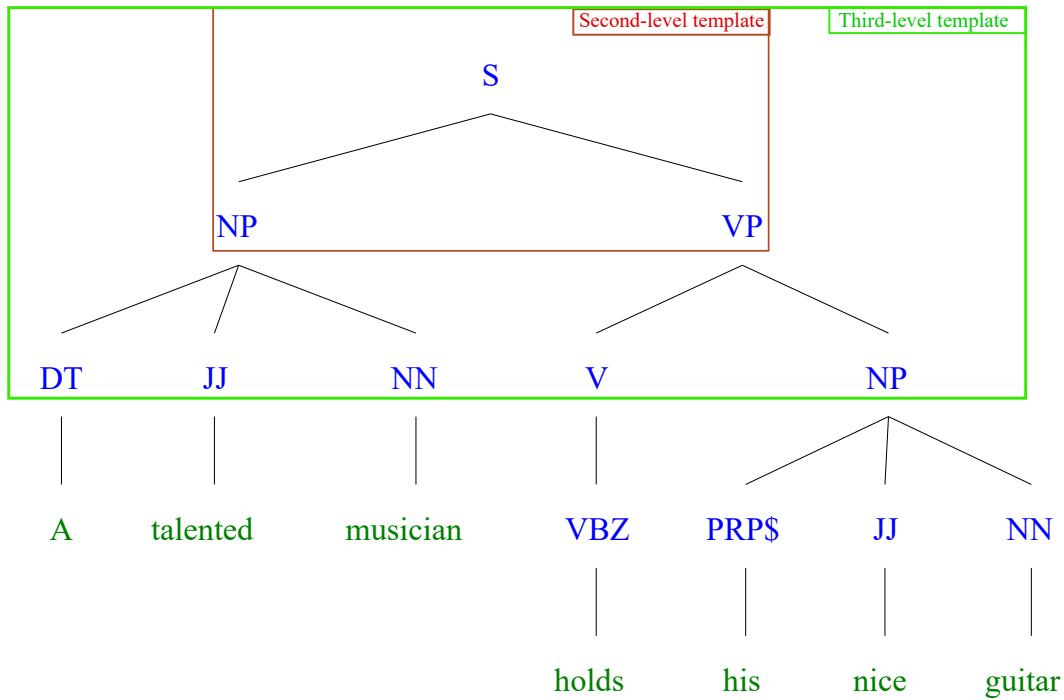 Second-level template Third-level template
S
NP VP
DT JJ NN V NP
A talented musician VBZ PRP$ JJ NN
holds his nice guitar